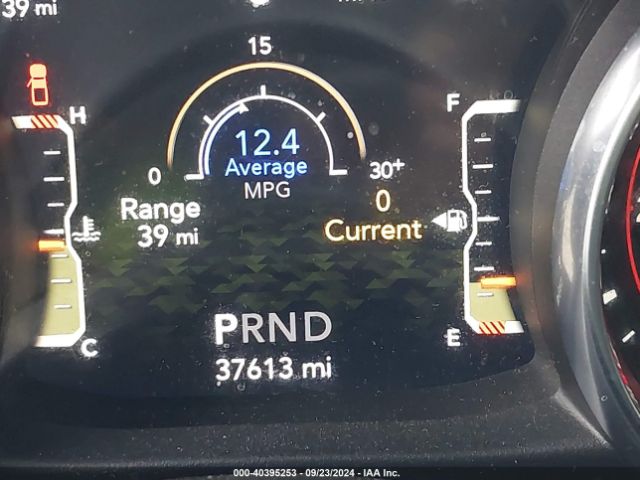 39 mi
15
H
F
12.4
Average
0
30+
MPG
Range
0
39 mi
Current
C
E
PRND
37613 mi
000-40395253 - 09/23/2024 - IAA Inc.